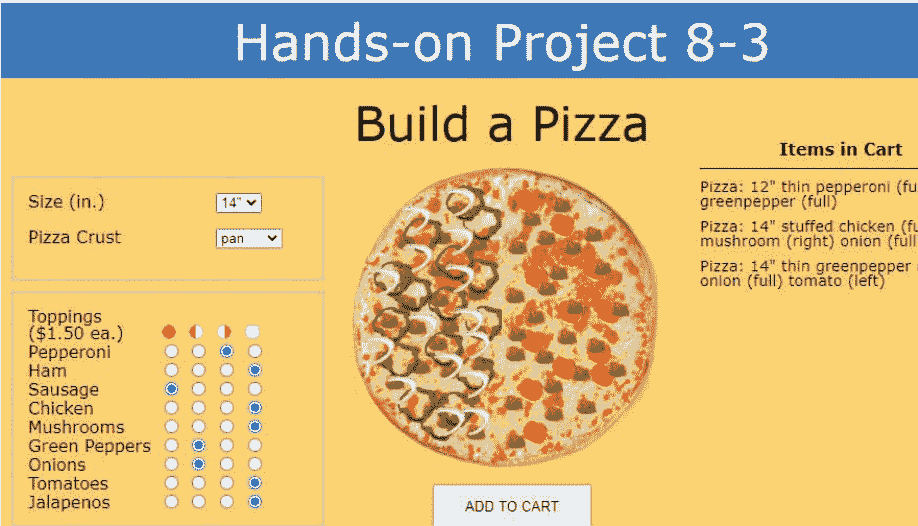 Hands-on Project 8-3
Build a Pizza
Size (in.) 14"
Pizza Crust pan
Toppings
($1.50 ea.)
Pepperoni
Ham
Sausage
Chicken
Mushrooms
Green Peppers
Onions
Tomatoes
Jalapenos
ADD TO CART
Items in Cart
Pizza: 12" thin pepperoni (fu
greenpepper (full)
Pizza: 14" stuffed chicken (fu
mushroom (right) onion (full
Pizza: 14" thin greenpepper
onion (full) tomato (left)